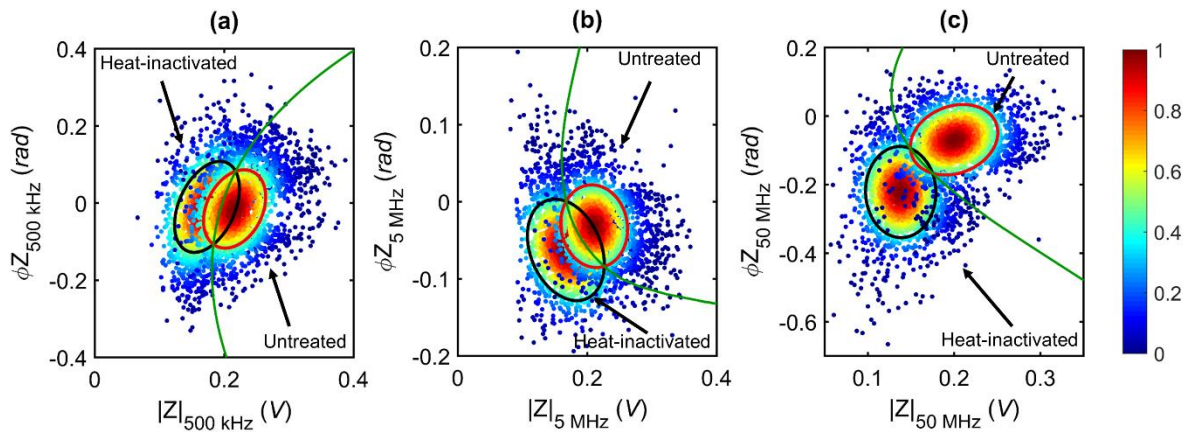 (a)
(b)
(c)
Heat-inactivated
Untreated
0.4
0.2
0
-0.2
-0.4
0
0.2
0.4
ϕZ500 kHz (rad)
|Z|500 kHz (V)
Untreated
Heat-inactivated
0.2
0.1
0
-0.1
-0.2
0
0.2
0.4
ϕZ5 MHz (rad)
|Z|5 MHz (V)
Untreated
Heat-inactivated
0.2
0
-0.2
-0.4
-0.6
0.1
0.2
0.3
ϕZ50 MHz (rad)
|Z|50 MHz (V)
1
0.8
0.6
0.4
0.2
0